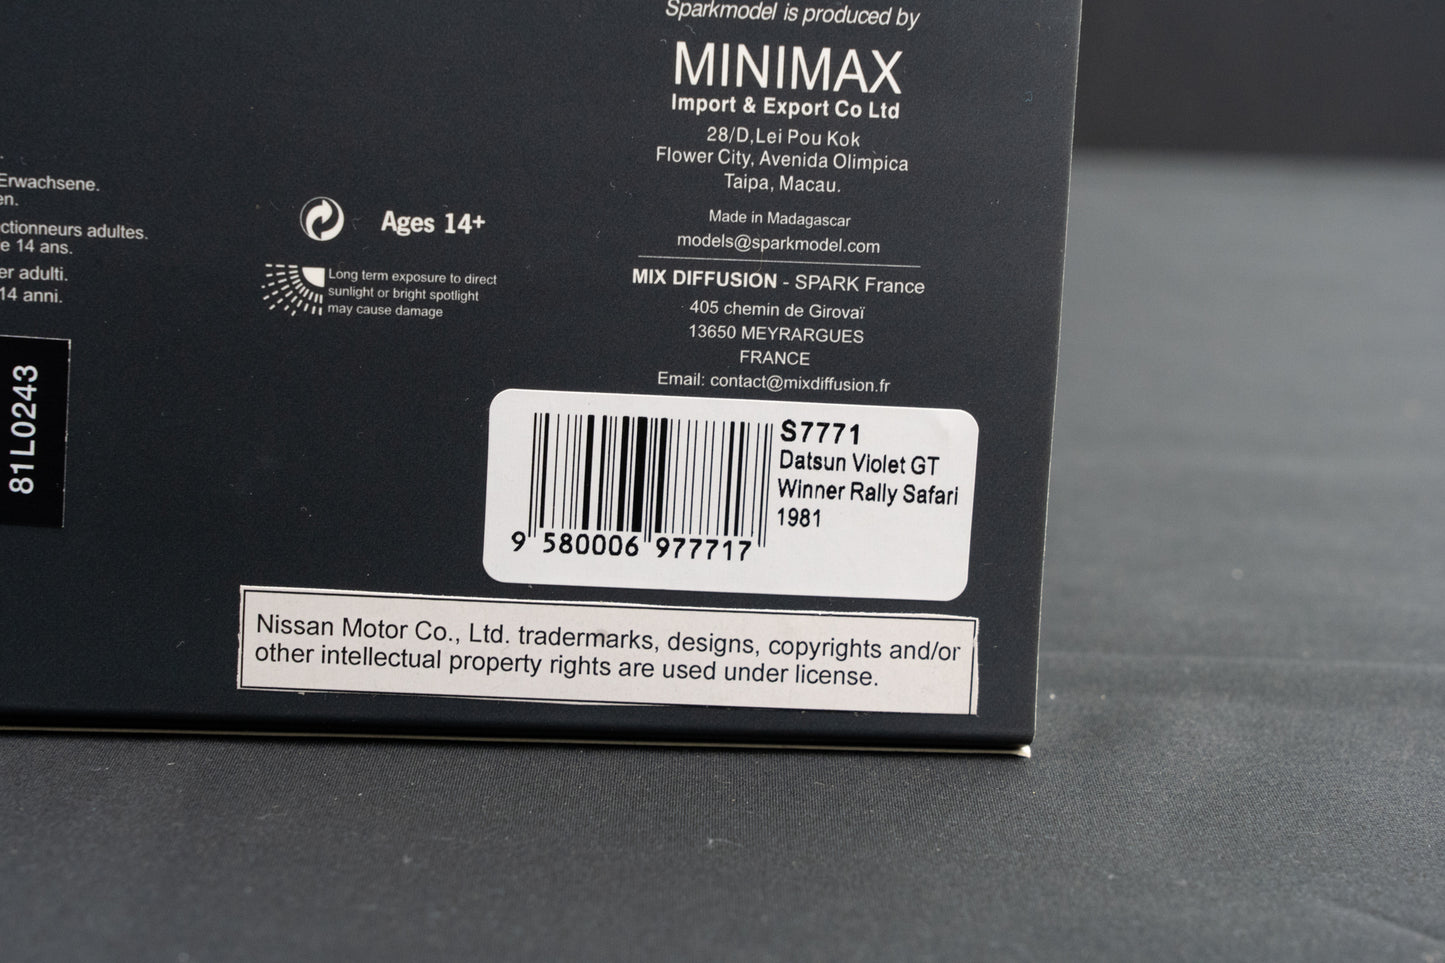 Sparkmodel is produced by
MINIMAX
Import & Export Co Ltd
28/D,Lei Pou Kok
Flower City, Avenida Olimpica
Taipa, Macau.
Made in Madagascar
models@sparkmodel.com
MIX DIFFUSION - SPARK France
405 chemin de Girovaï
13650 MEYRARGUES
FRANCE
Email: contact@mixdiffusion.fr
Erwachsene.
en.
ctionneurs adultes.
e 14 ans.
er adulti.
14 anni.
Ages 14+
Long term exposure to direct
sunlight or bright spotlight
may cause damage
81L0243
S7771
Datsun Violet GT
Winner Rally Safari
1981
9 580006 977717
Nissan Motor Co., Ltd. tradermarks, designs, copyrights and/or
other intellectual property rights are used under license.